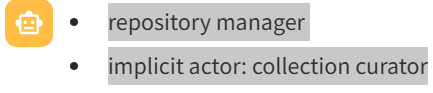 repository manager
implicit actor: collection curator